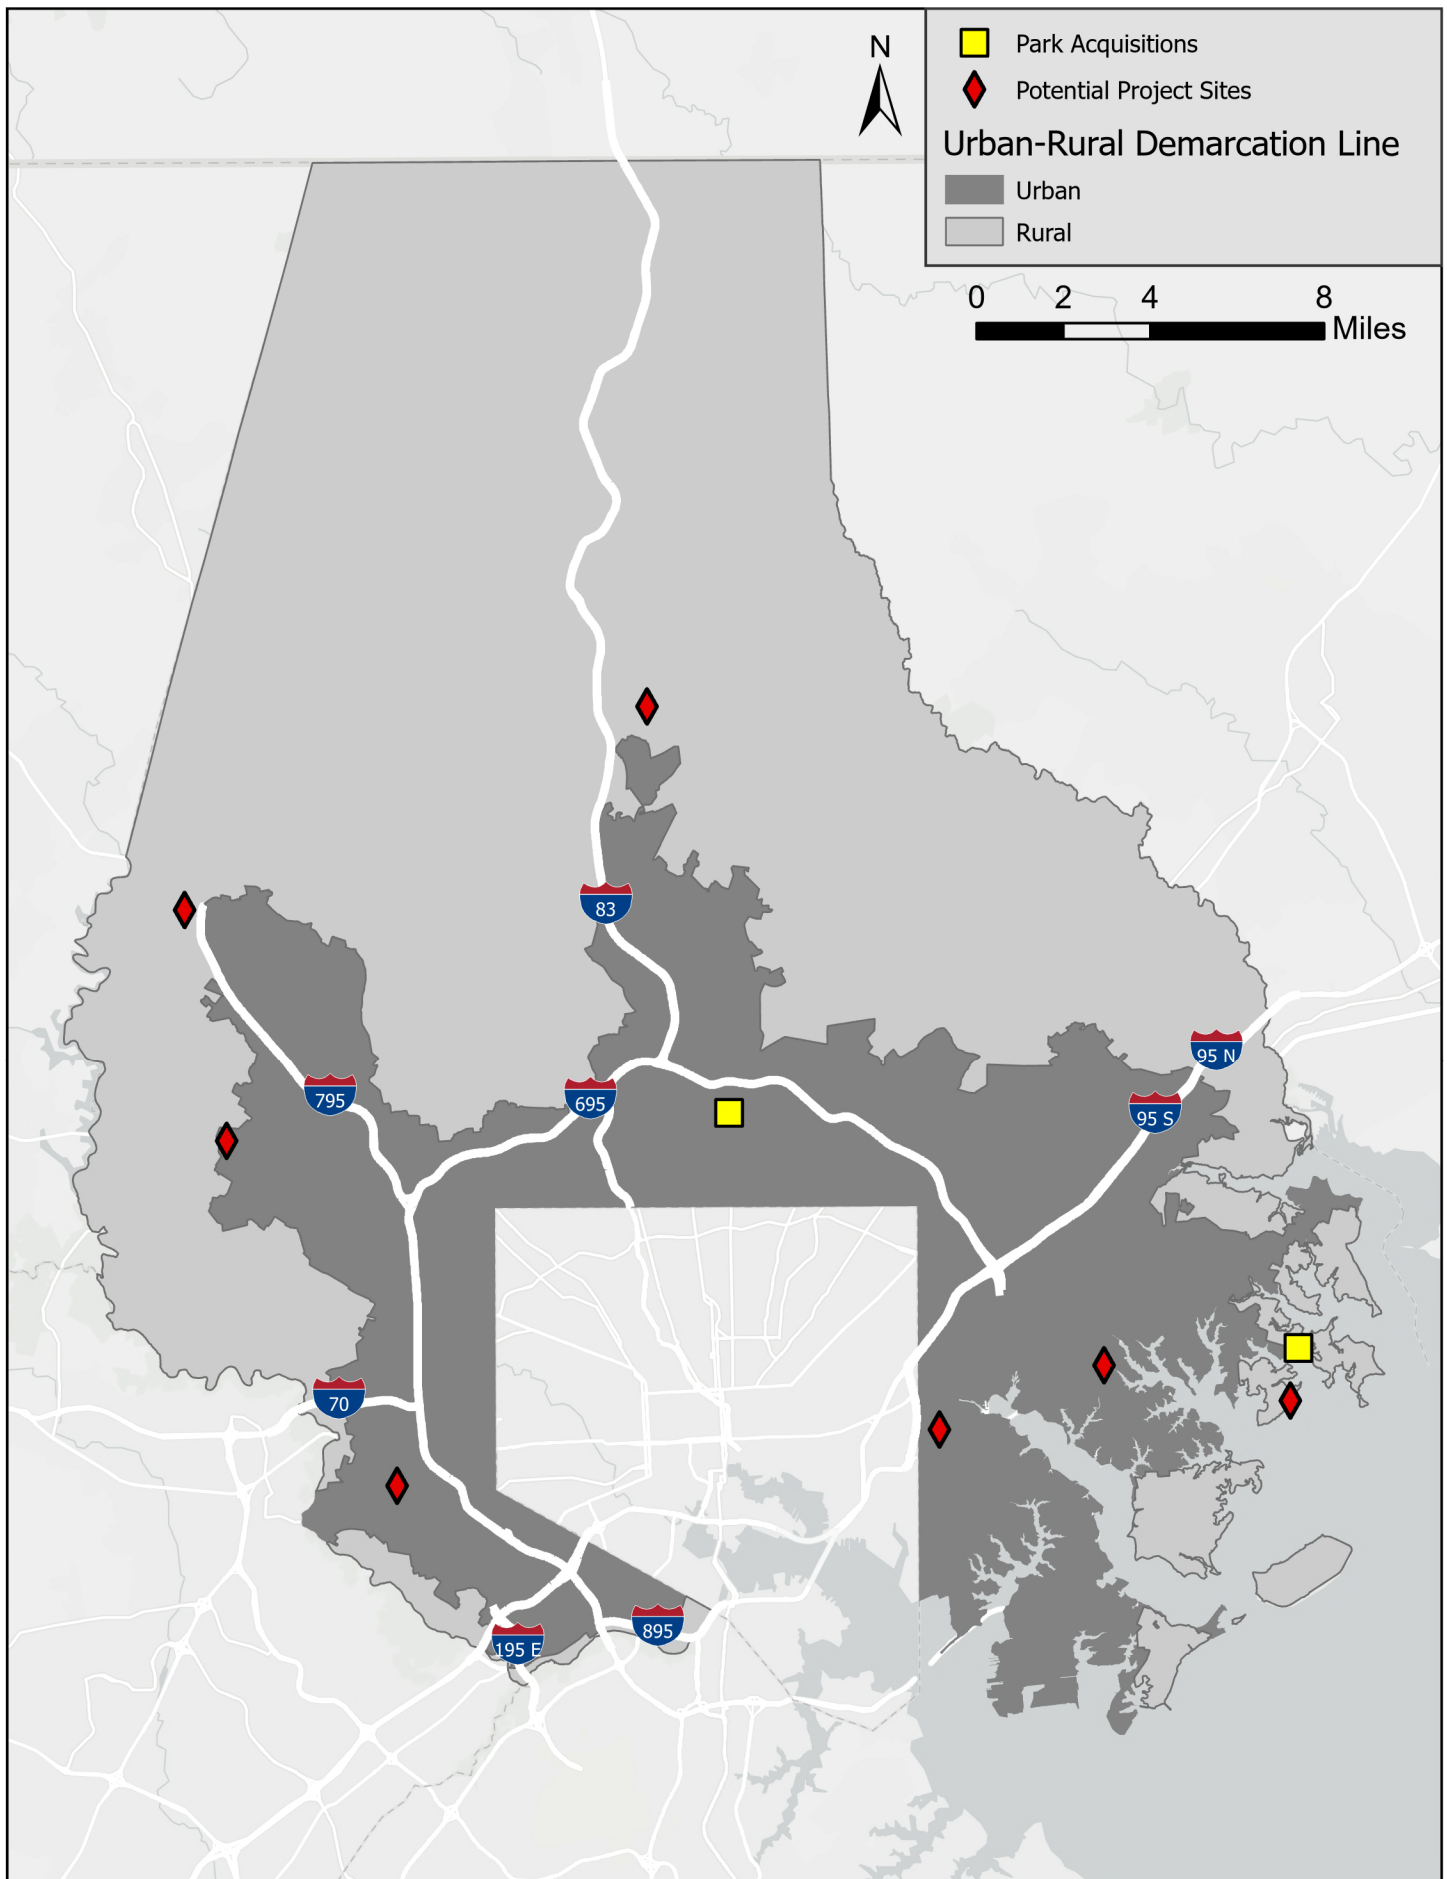 N
Park Acquisitions
Potential Project Sites
Urban-Rural Demarcation Line
Urban
Rural
0 2 4 8
Miles
83
795
695
95 N
95 S
70
895
195 E